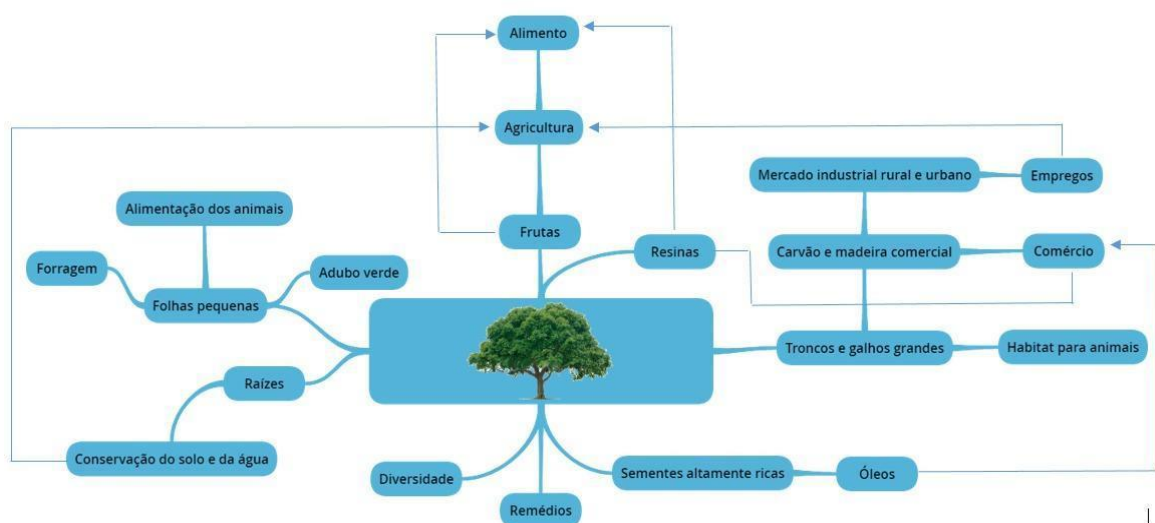 Alimento
Agricultura
Mercado industrial rural e urbano
Empregos
Alimentação dos animais
Frutas
Resinas
Carvão e madeira comercial
Comércio
Forragem
Adubo verde
Folhas pequenas
Troncos e galhos grandes
Habitat para animais
Raízes
Conservação do solo e da água
Diversidade
Sementes altamente ricas
Óleos
Remédios